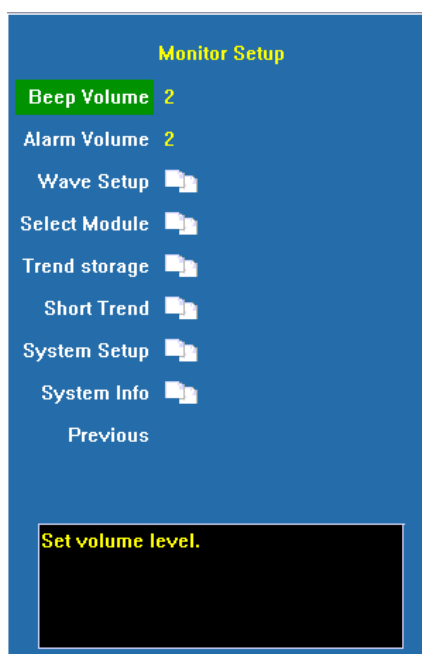 Monitor Setup
Beep Volume 2
Alarm Volume 2
Wave Setup
Select Module
Trend storage
Short Trend
System Setup
System Info
Previous
Set volume level.